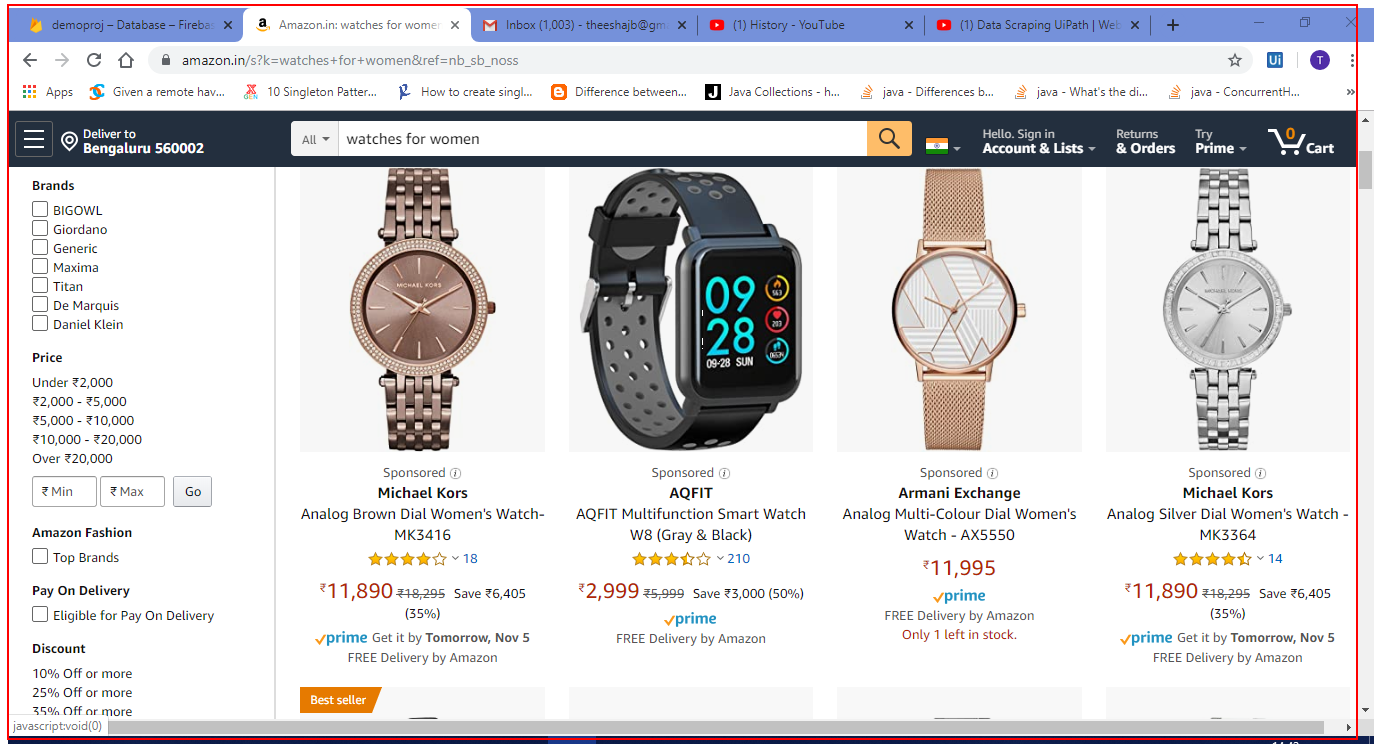 demoproj – Database – Firebas
Amazon.in: watches for women
Inbox (1,003) - theeshajb@gm
(1) History - YouTube
(1) Data Scraping UiPath | Web
amazon.in/s?k=watches+for+women&ref=nb_sb_noss
Ui
T
Apps
Given a remote hav...
10 Singleton Patter...
How to create singl...
Difference between...
Java Collections - h...
java - Differences b...
java - What's the di...
java - ConcurrentH...
»
Deliver to
Bengaluru 560002
All
watches for women
Hello. Sign in
Account & Lists
Returns
& Orders
Try
Prime
0
Cart
Brands
BIGOWL
Giordano
Generic
Maxima
Titan
De Marquis
Daniel Klein
Price
Under ₹2,000
₹2,000 - ₹5,000
₹5,000 - ₹10,000
₹10,000 - ₹20,000
Over ₹20,000
₹ Min
₹ Max
Go
Amazon Fashion
Top Brands
Pay On Delivery
Eligible for Pay On Delivery
Discount
10% Off or more
25% Off or more
35% Off or more
javascript:void(0)
MICHAEL KORS
Sponsored
Michael Kors
Analog Brown Dial Women's Watch-
MK3416
18
₹11,890 ₹18,295 Save ₹6,405
(35%)
prime Get it by Tomorrow, Nov 5
FREE Delivery by Amazon
Best seller
09
28
09-28 SUN
563
203
Sponsored
AQFIT
AQFIT Multifunction Smart Watch
W8 (Gray & Black)
210
₹2,999 ₹5,999 Save ₹3,000 (50%)
prime
FREE Delivery by Amazon
Sponsored
Armani Exchange
Analog Multi-Colour Dial Women's
Watch - AX5550
₹11,995
prime
FREE Delivery by Amazon
Only 1 left in stock.
MICHAEL KORS
Sponsored
Michael Kors
Analog Silver Dial Women's Watch -
MK3364
14
₹11,890 ₹18,295 Save ₹6,405
(35%)
prime Get it by Tomorrow, Nov 5
FREE Delivery by Amazon